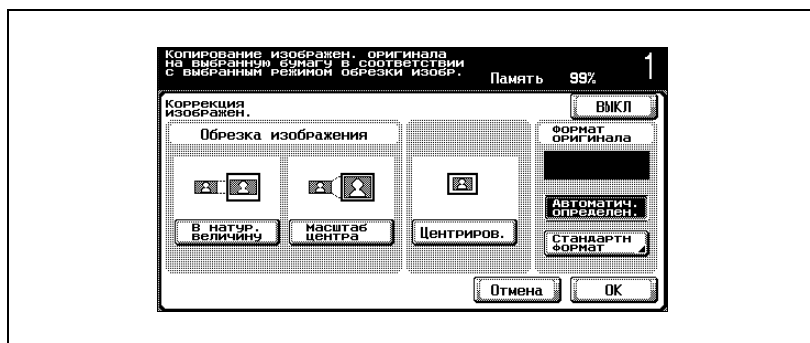 Копирование изображен. оригинала
на выбранную бумагу в соответствии
с выбранным режимом обрезки изобр.
Память 99% 1
Коррекция
изображен.
ВЫКЛ
Обрезка изображения
Формат
оригинала
Автоматич.
определен.
В натур.
величину
Масштаб
центра
Центриров.
Стандартн
формат
Отмена
OK